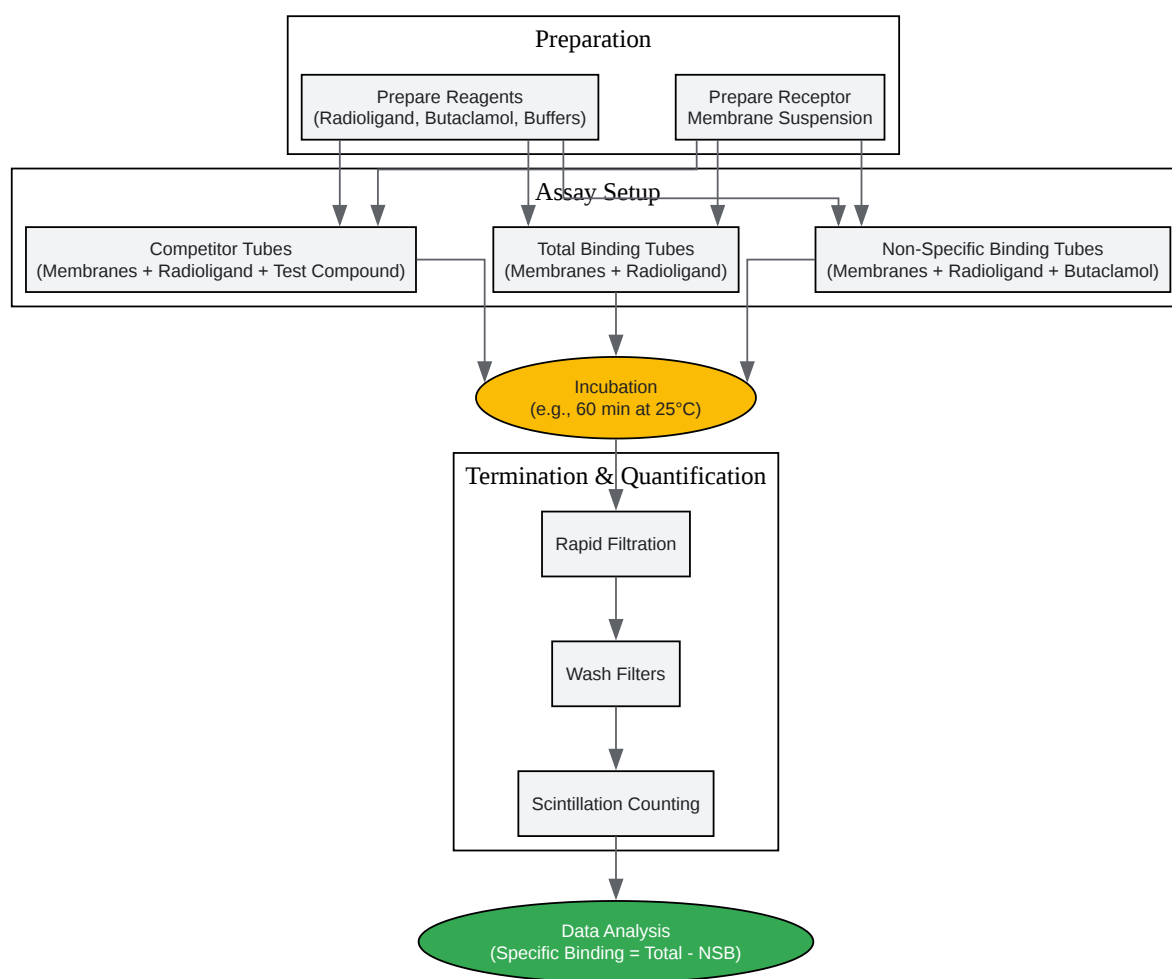 Preparation
Prepare Reagents
(Radioligand, Butaclamol, Buffers)
Prepare Receptor
Membrane Suspension
Assay Setup
Competitor Tubes
(Membranes + Radioligand + Test Compound)
Total Binding Tubes
(Membranes + Radioligand)
Non-Specific Binding Tubes
(Membranes + Radioligand + Butaclamol)
Incubation
(e.g., 60 min at 25°C)
Termination & Quantification
Rapid Filtration
Wash Filters
Scintillation Counting
Data Analysis
(Specific Binding = Total - NSB)